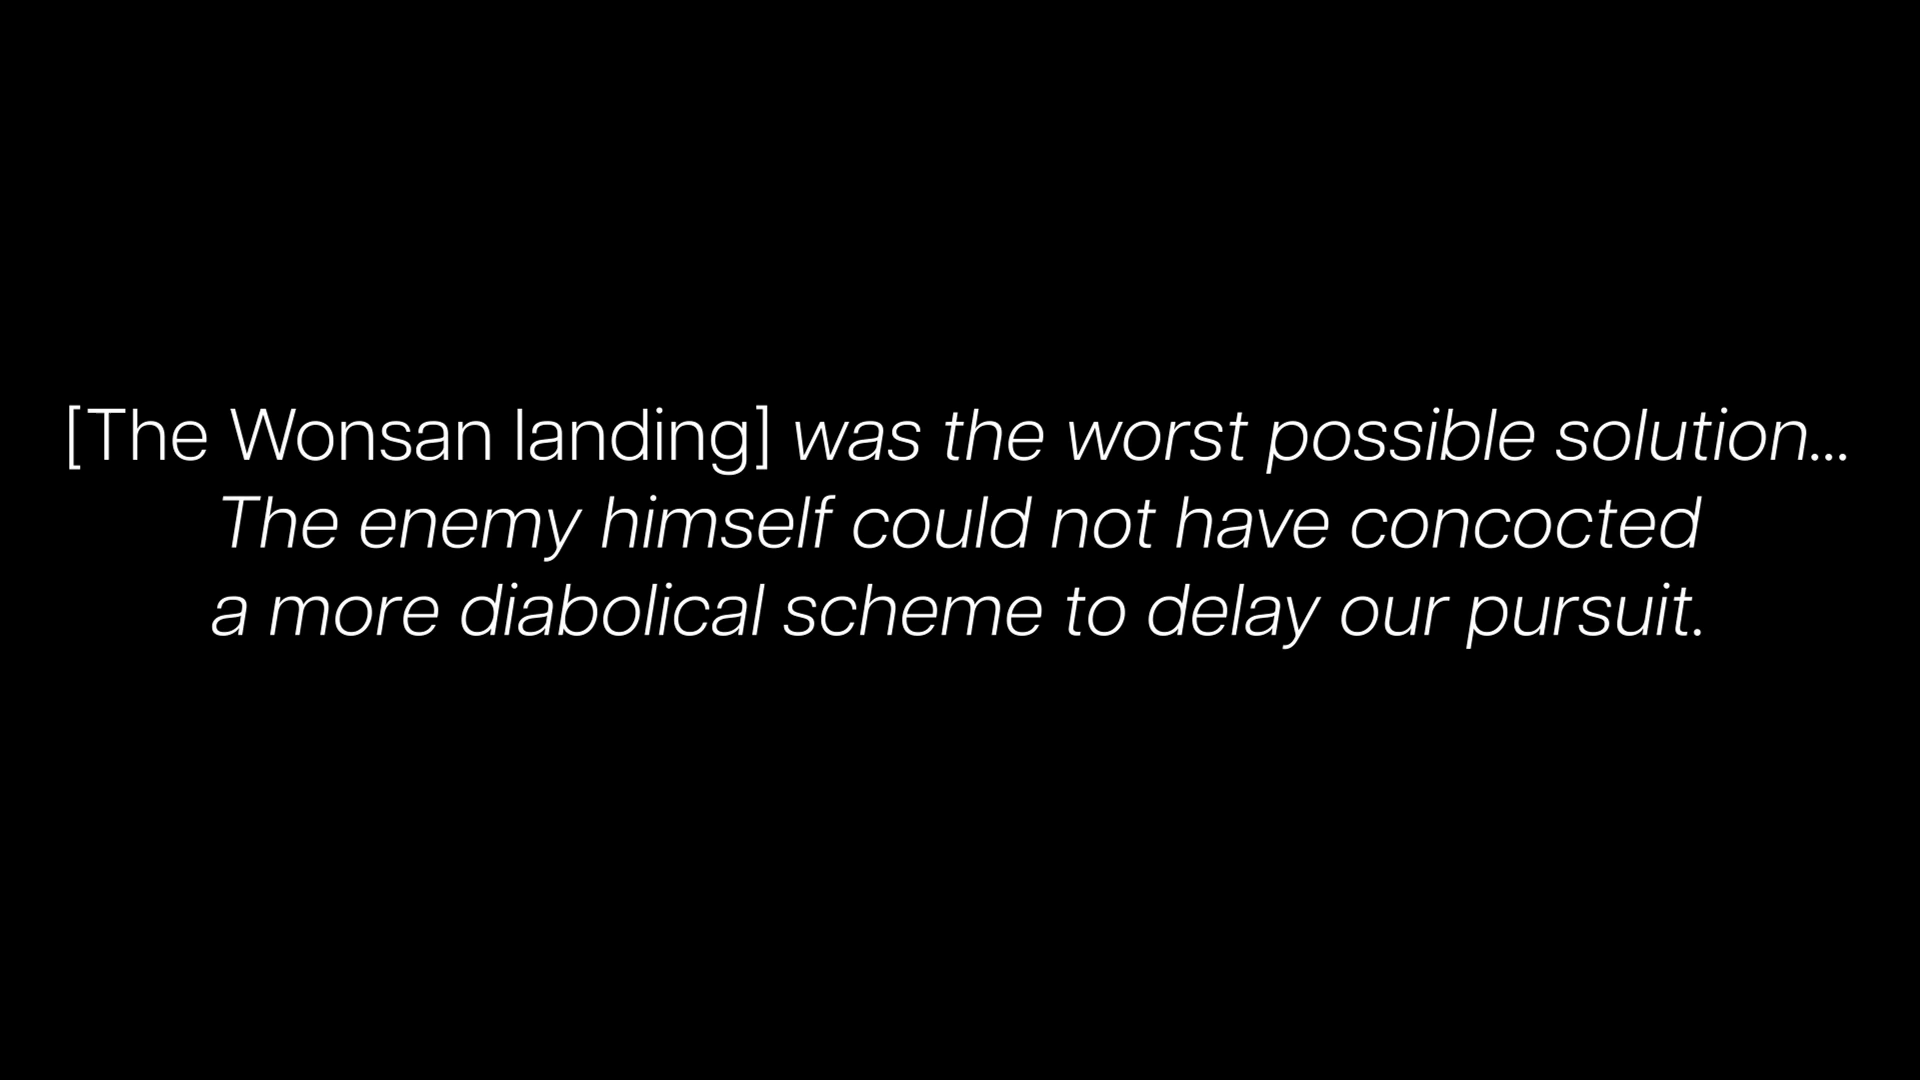 [The Wonsan landing] was the worst possible solution...
The enemy himself could not have concocted
a more diabolical scheme to delay our pursuit.